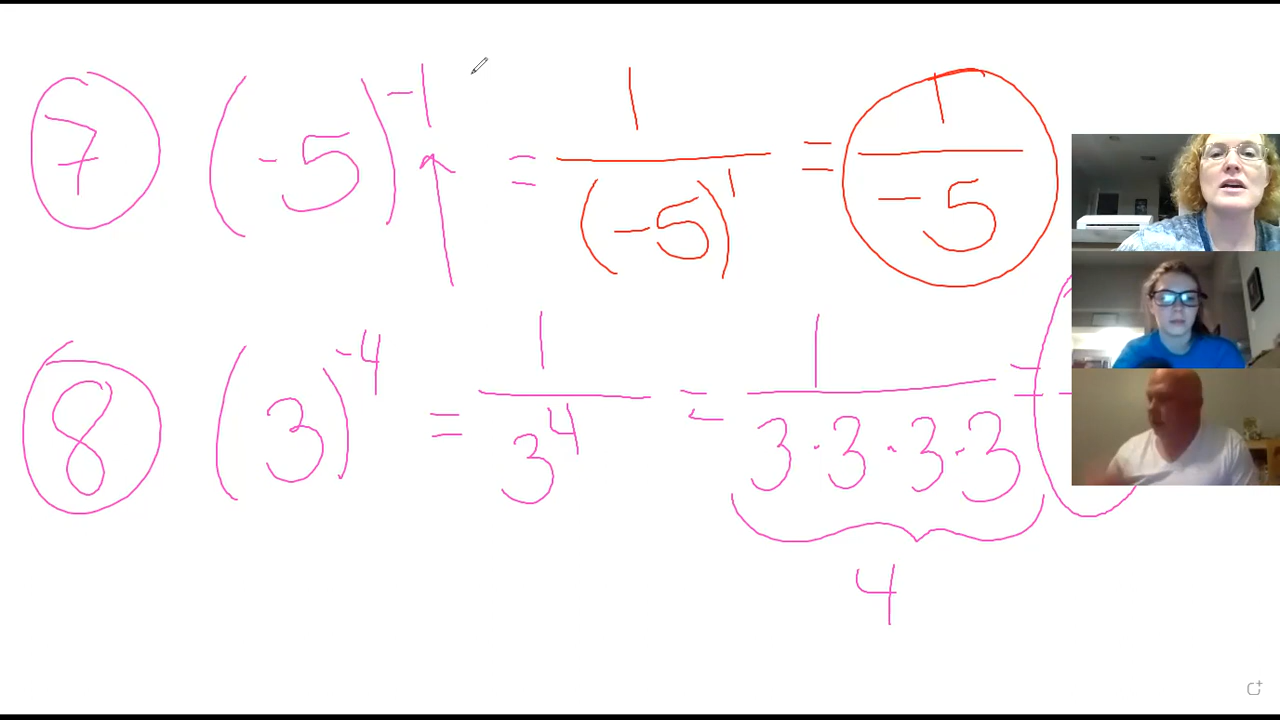 7 (-5)^-1 = 1/(-5)^1 = 1/-5
8 (3)^-4 = 1/3^4 = 1/3·3·3·3 =
4